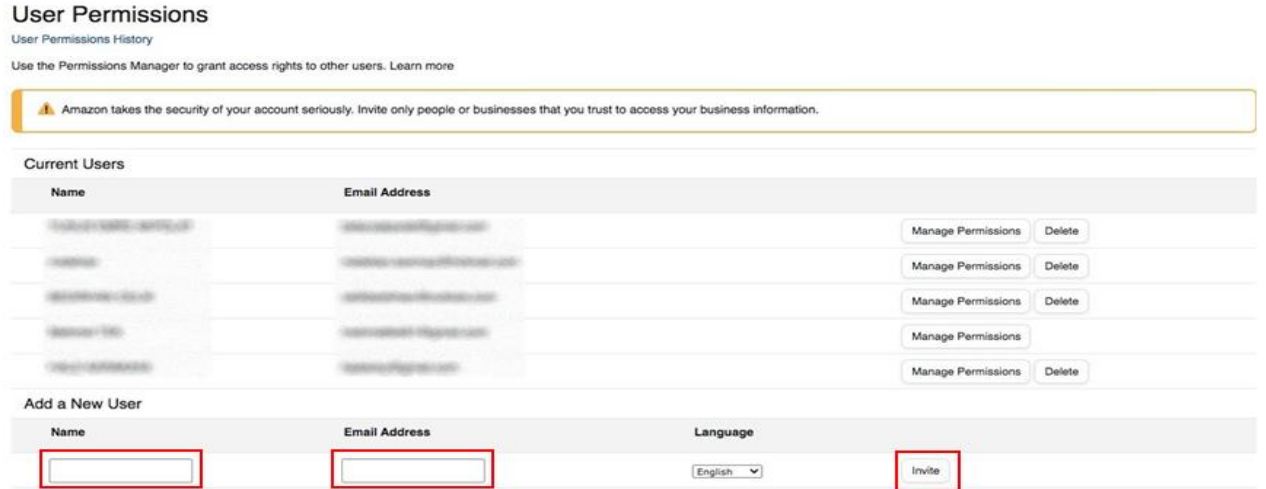 User Permissions
User Permissions History
Use the Permissions Manager to grant access rights to other users. Learn more
Amazon takes the security of your account seriously. Invite only people or businesses that you trust to access your business information.
Current Users
Name Email Address
Manage Permissions Delete
Manage Permissions Delete
Manage Permissions Delete
Manage Permissions
Manage Permissions Delete
Add a New User
Name Email Address Language
English Invite